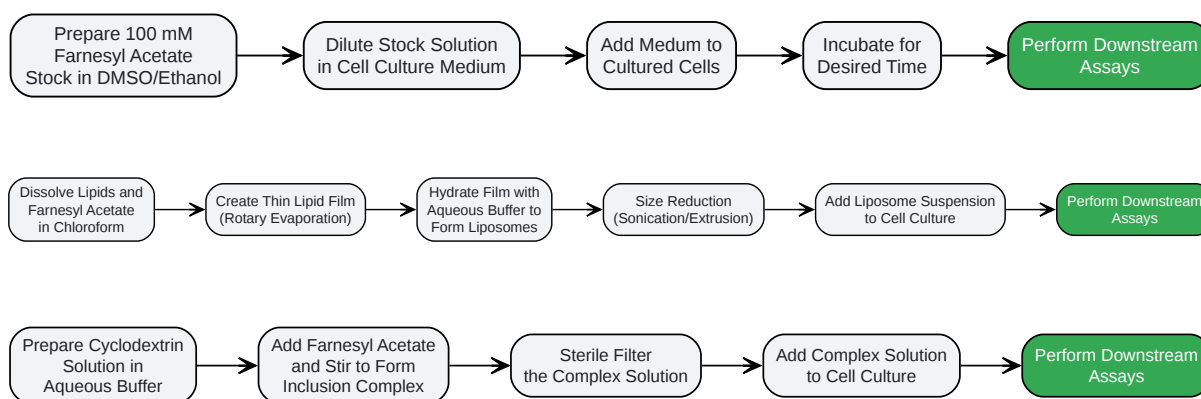 Prepare 100 mM
Farnesyl Acetate
Stock in DMSO/Ethanol
Dilute Stock Solution
in Cell Culture Medium
Add Medum to
Cultured Cells
Incubate for
Desired Time
Perform Downstream
Assays
Dissolve Lipids and
Farnesyl Acetate
in Chloroform
Create Thin Lipid Film
(Rotary Evaporation)
Hydrate Film with
Aqueous Buffer to
Form Liposomes
Size Reduction
(Sonication/Extrusion)
Add Liposome Suspension
to Cell Culture
Perform Downstream
Assays
Prepare Cyclodextrin
Solution in
Aqueous Buffer
Add Farnesyl Acetate
and Stir to Form
Inclusion Complex
Sterile Filter
the Complex Solution
Add Complex Solution
to Cell Culture
Perform Downstream
Assays